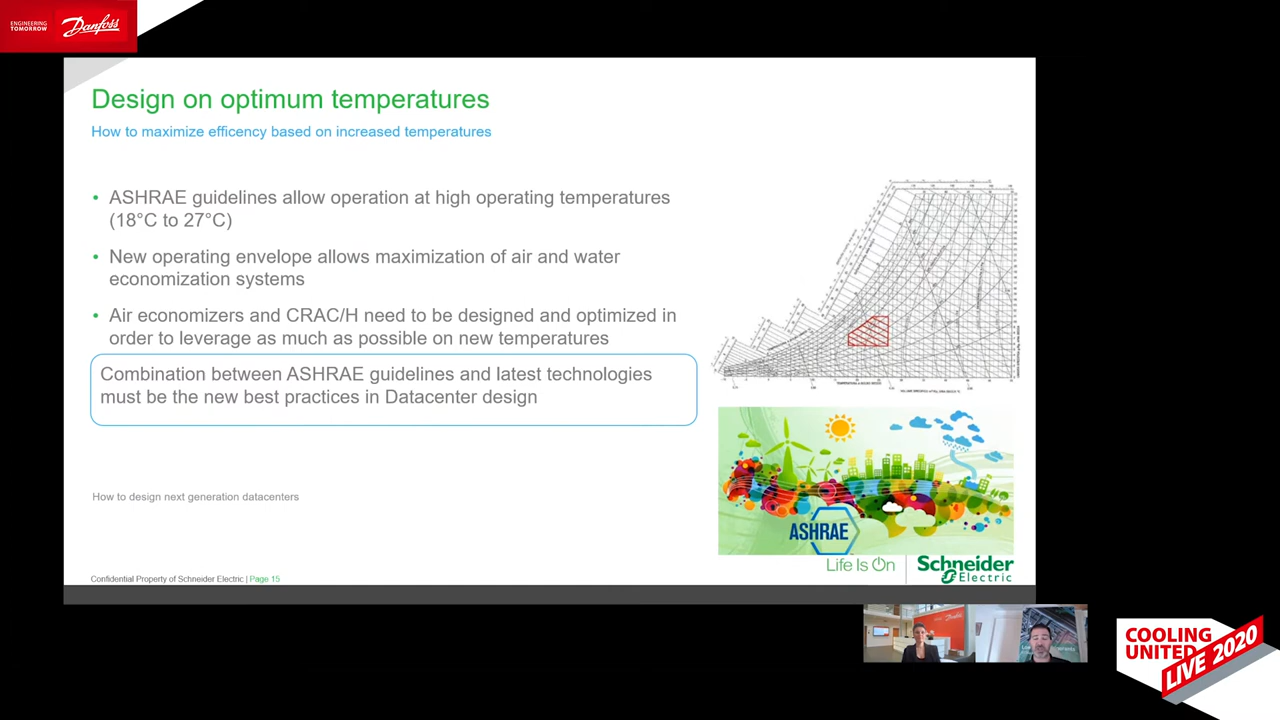 ENGINEERING
TOMORROW
Danfoss
Design on optimum temperatures
How to maximize efficency based on increased temperatures
• ASHRAE guidelines allow operation at high operating temperatures
(18°C to 27°C)
• New operating envelope allows maximization of air and water
economization systems
• Air economizers and CRAC/H need to be designed and optimized in
order to leverage as much as possible on new temperatures
Combination between ASHRAE guidelines and latest technologies
must be the new best practices in Datacenter design
How to design next generation datacenters
ASHRAE
Life Is On
Schneider
Electric
Confidential Property of Schneider Electric | Page 15
Danfoss
COOLING
UNITED
LIVE 2020